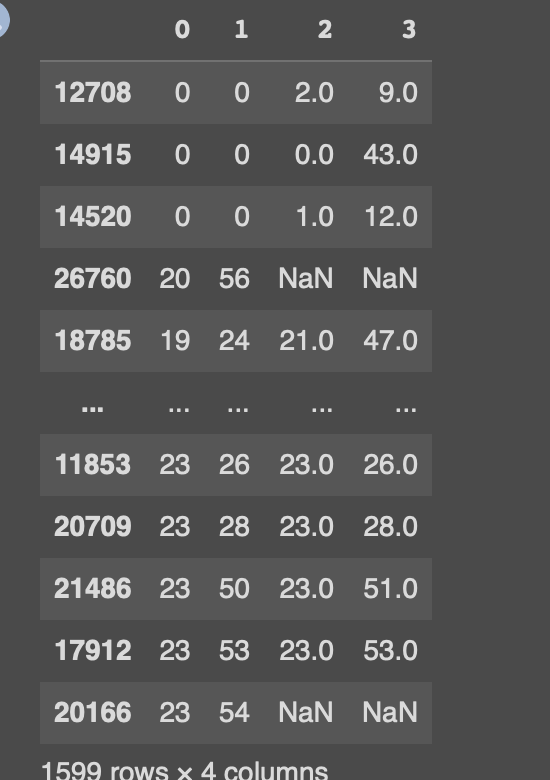 0 1 2 3
12708 0 0 2.0 9.0
14915 0 0 0.0 43.0
14520 0 0 1.0 12.0
26760 20 56 NaN NaN
18785 19 24 21.0 47.0
... ... ... ... ...
11853 23 26 23.0 26.0
20709 23 28 23.0 28.0
21486 23 50 23.0 51.0
17912 23 53 23.0 53.0
20166 23 54 NaN NaN
1599 rows × 4 columns